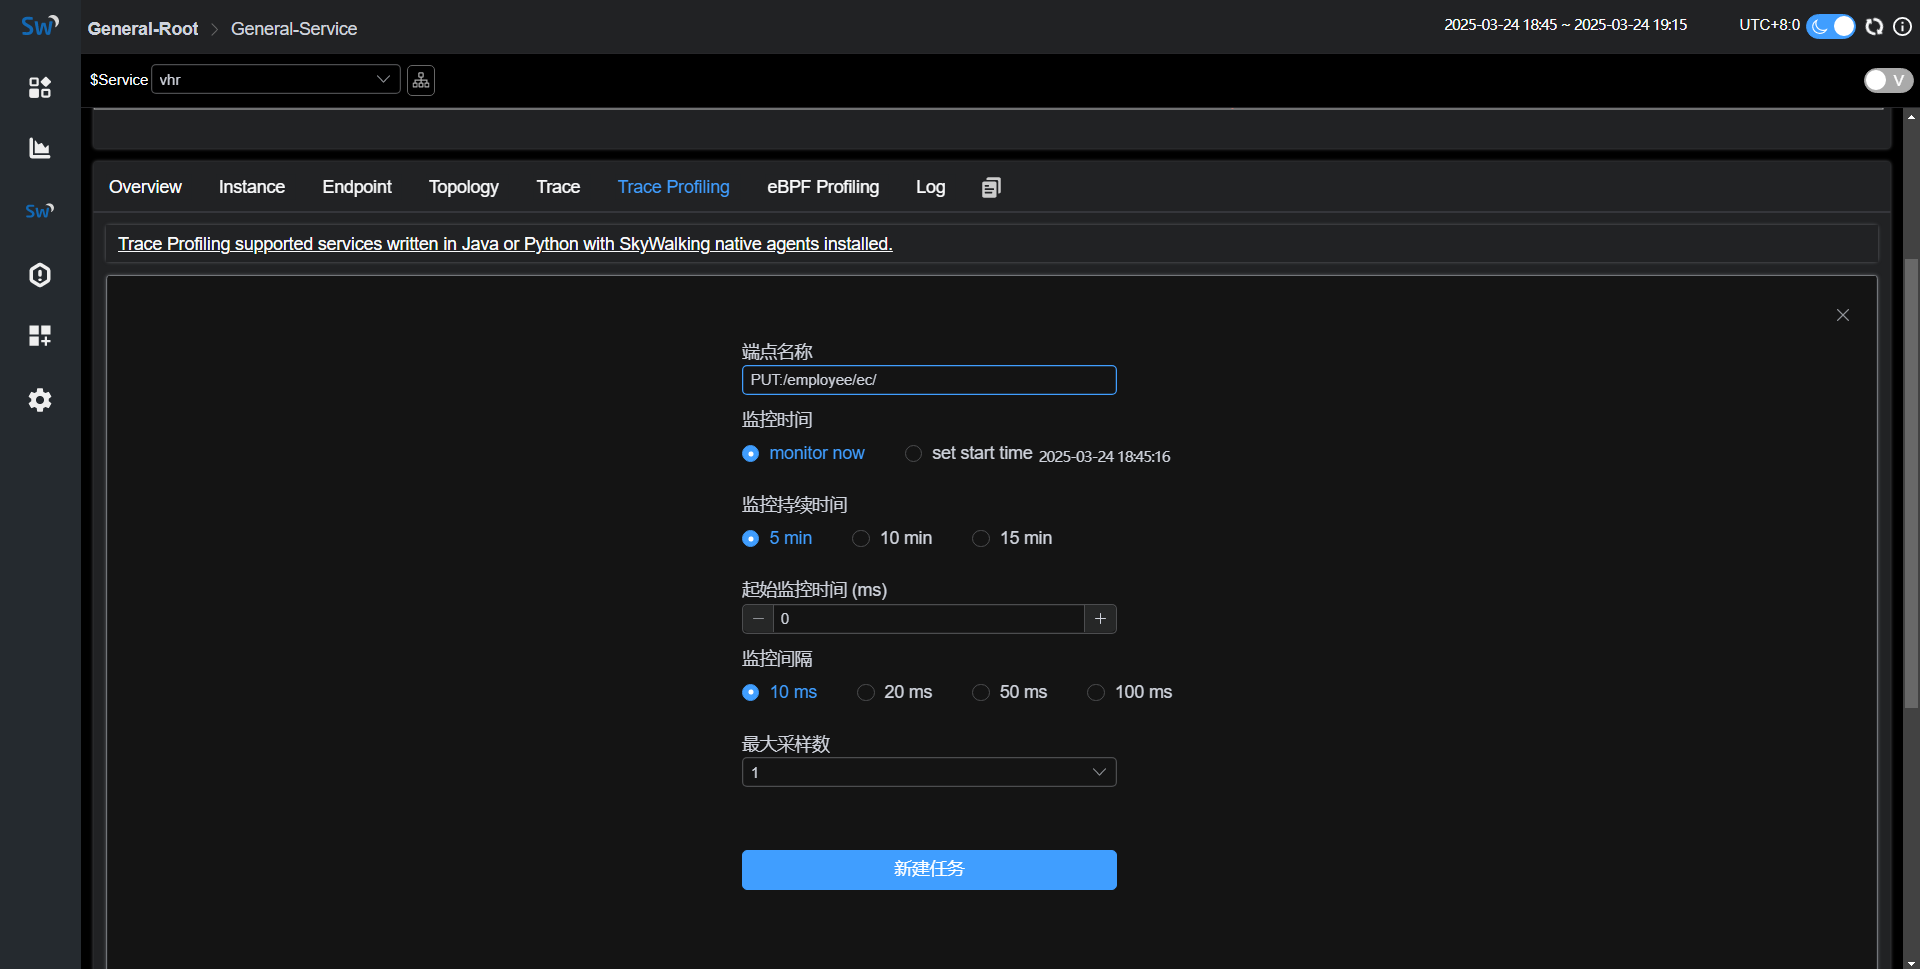 Sw
General-Root
General-Service
2025-03-24 18:45 ~ 2025-03-24 19:15
UTC+8:0
$Service
vhr
V
Overview
Instance
Endpoint
Topology
Trace
Trace Profiling
eBPF Profiling
Log
Sw
Trace Profiling supported services written in Java or Python with SkyWalking native agents installed.
端点名称
PUT:/employee/ec/
监控时间
monitor now
set start time 2025-03-24 18:45:16
监控持续时间
5 min
10 min
15 min
起始监控时间 (ms)
0
监控间隔
10 ms
20 ms
50 ms
100 ms
最大采样数
1
新建任务